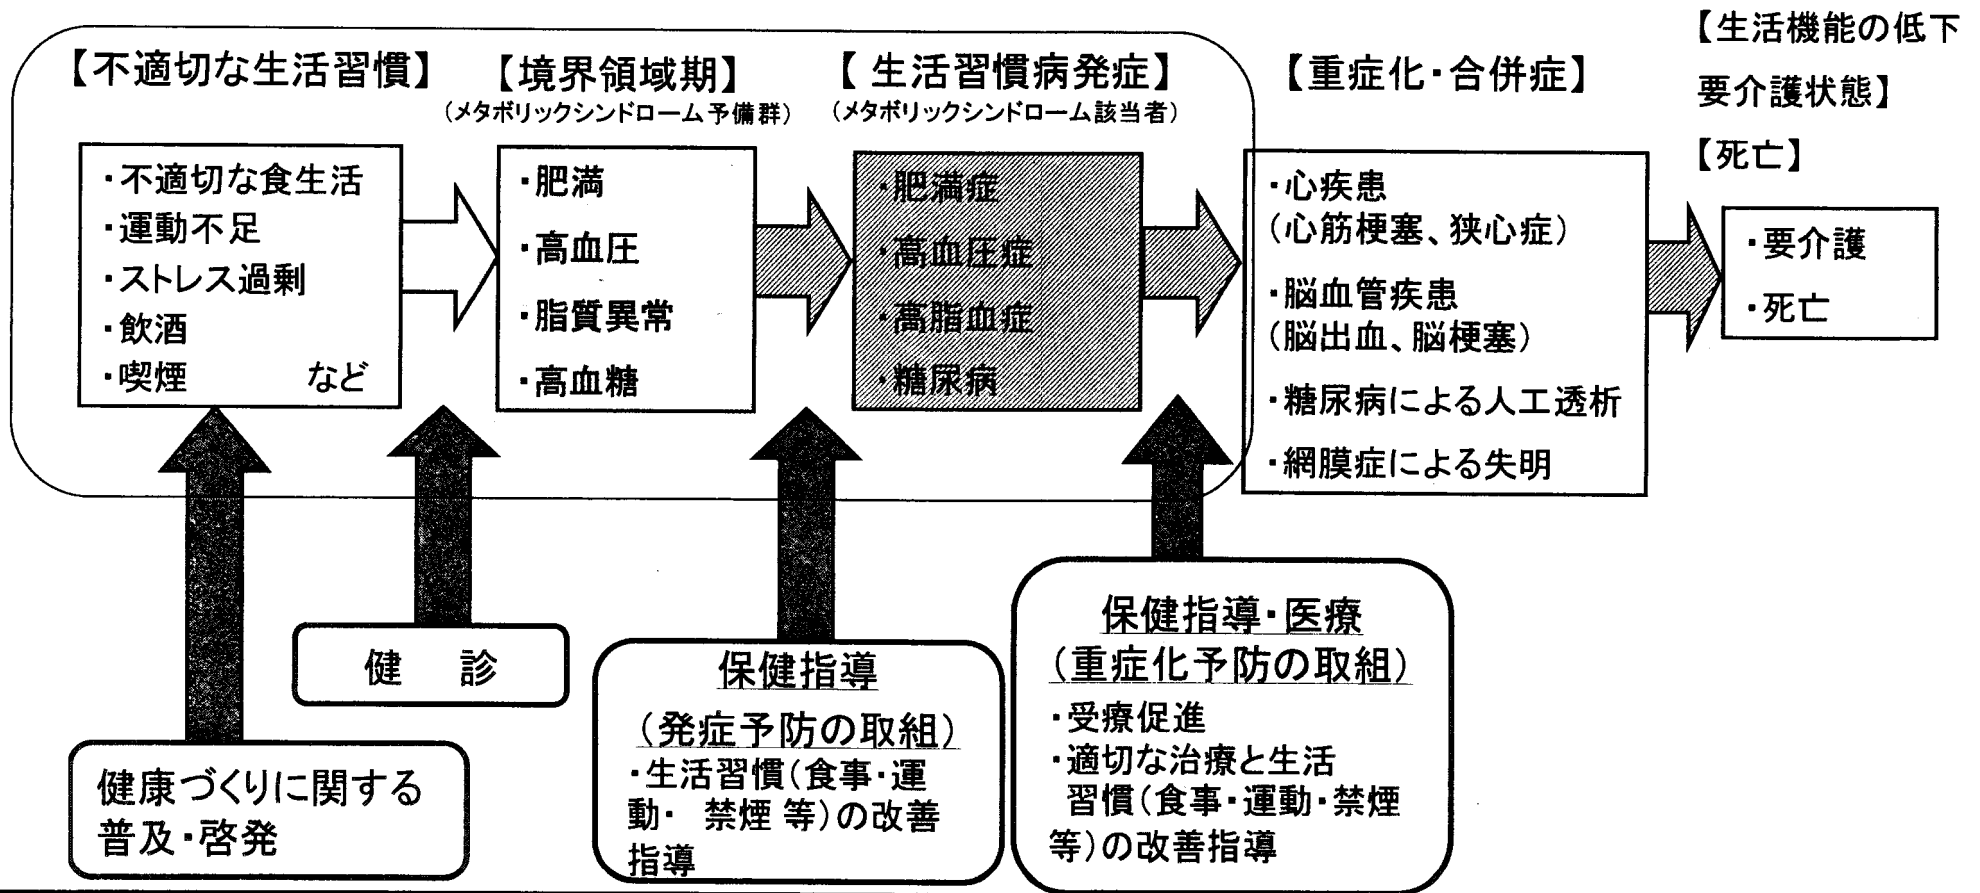 【不適切な生活習慣】
・不適切な食生活
・運動不足
・ストレス過剰
・飲酒
・喫煙 など
【境界領域期】
(メタボリックシンドローム予備群)
・肥満
・高血圧
・脂質異常
・高血糖
【生活習慣病発症】
(メタボリックシンドローム該当者)
・肥満症
・高血圧症
・高脂血症
・糖尿病
【重症化・合併症】
・心疾患
(心筋梗塞、狭心症)
・脳血管疾患
(脳出血、脳梗塞)
・糖尿病による人工透析
・網膜症による失明
【生活機能の低下
要介護状態】
【死亡】
・要介護
・死亡
健康づくりに関する
普及・啓発
健 診
保健指導
(発症予防の取組)
・生活習慣(食事・運
動・ 禁煙 等)の改善
指導
保健指導・医療
(重症化予防の取組)
・受療促進
・適切な治療と生活
習慣(食事・運動・禁煙
等)の改善指導